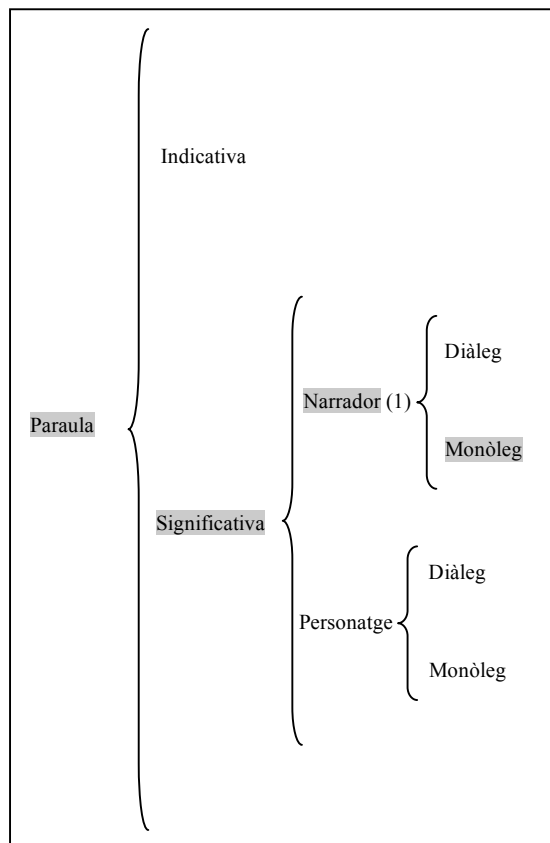 Indicativa
Diàleg
Narrador (1)
Paraula
Monòleg
Significativa
Diàleg
Personatge
Monòleg